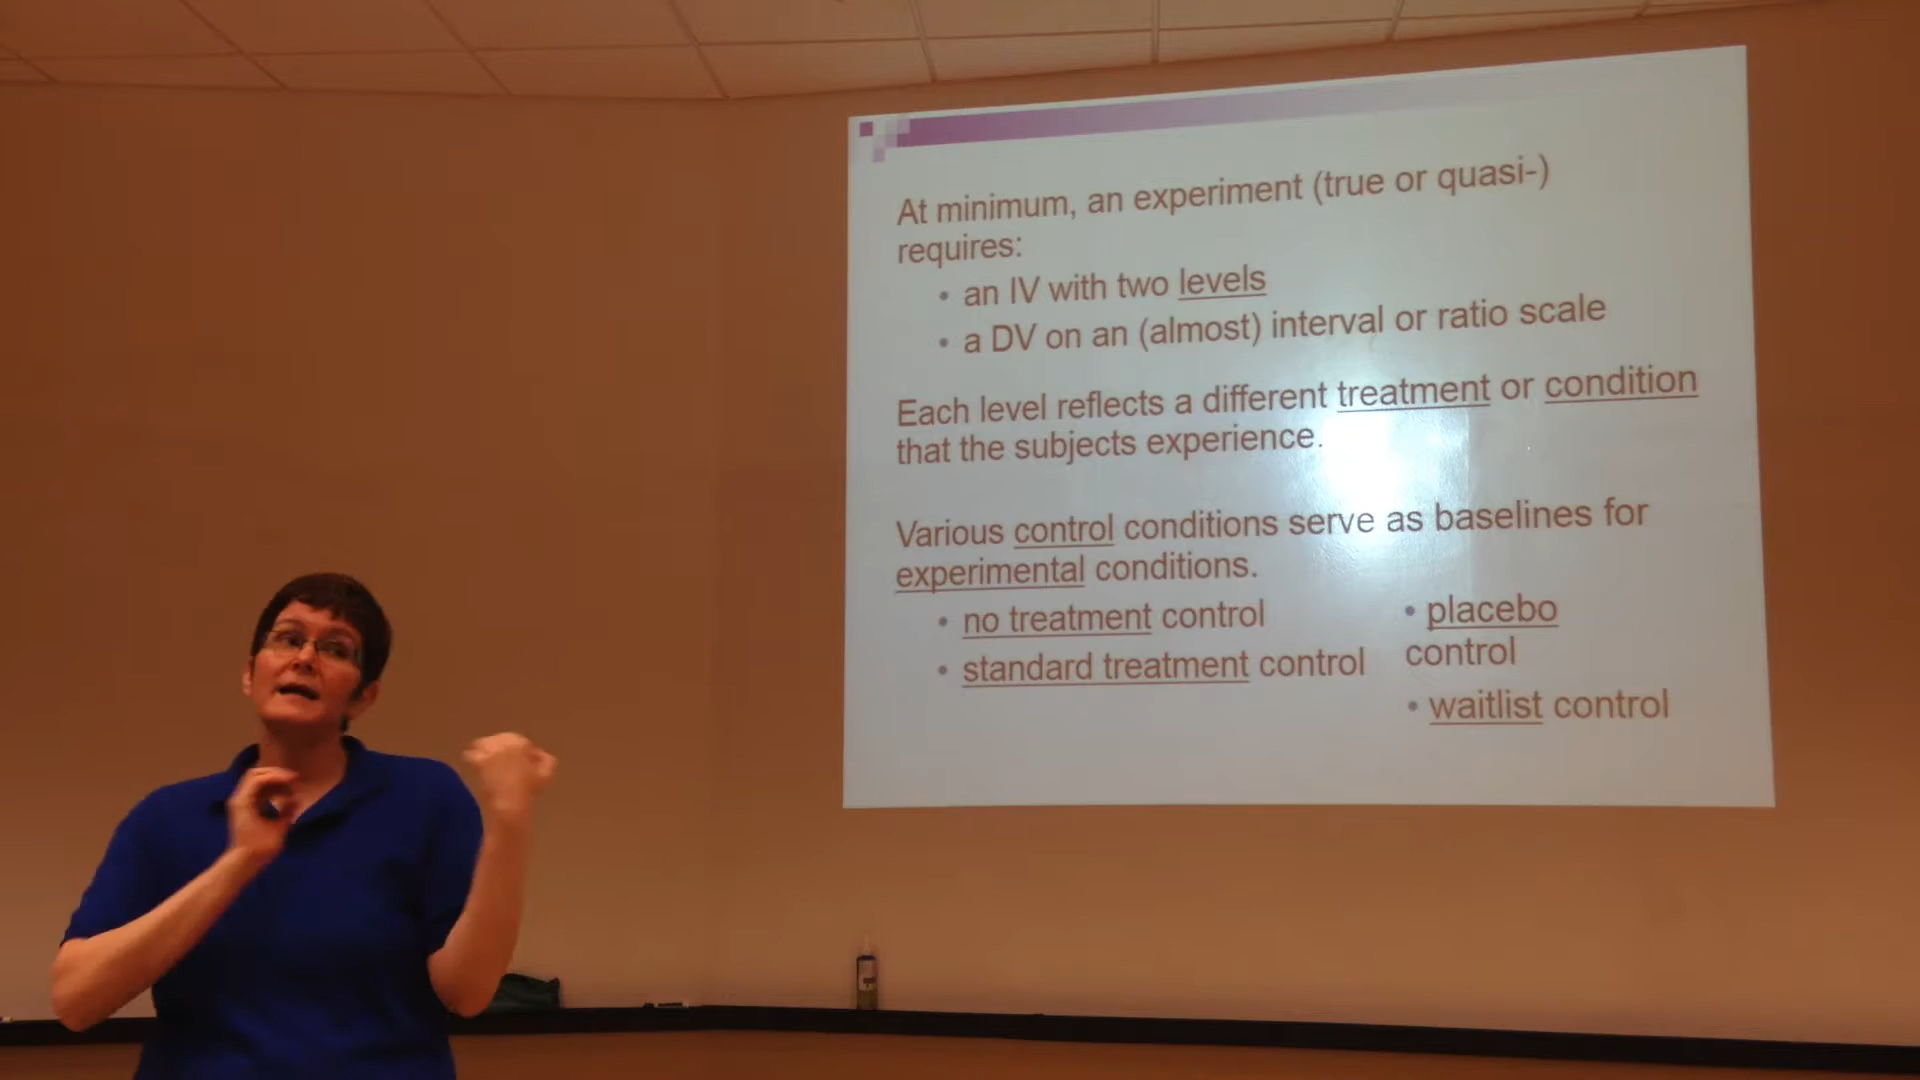 At minimum, an experiment (true or quasi-)
requires:
• an IV with two levels
• a DV on an (almost) interval or ratio scale
Each level reflects a different treatment or condition
that the subjects experience.
Various control conditions serve as baselines for
experimental conditions.
• no treatment control
• standard treatment control
• placebo
control
• waitlist control